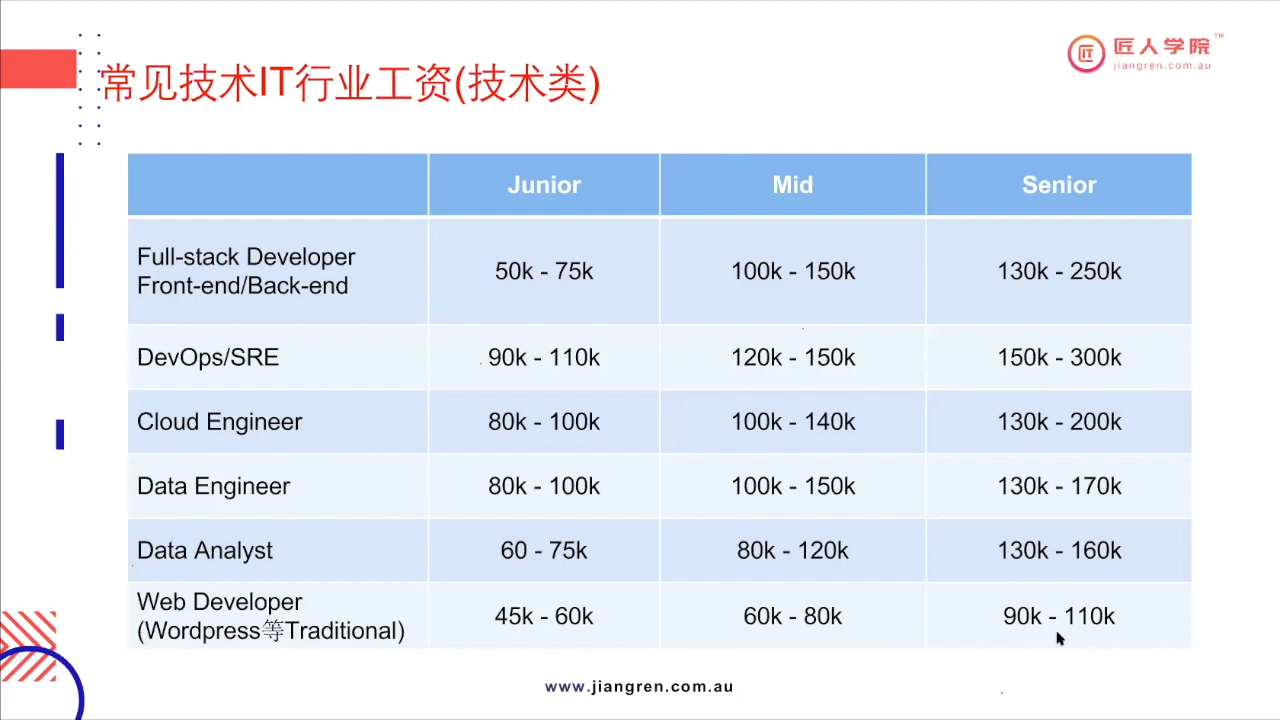 匠人学院™
jiangren.com.au
常见技术IT行业工资(技术类)
Junior Mid Senior
Full-stack Developer
Front-end/Back-end
50k - 75k 100k - 150k 130k - 250k
DevOps/SRE 90k - 110k 120k - 150k 150k - 300k
Cloud Engineer 80k - 100k 100k - 140k 130k - 200k
Data Engineer 80k - 100k 100k - 150k 130k - 170k
Data Analyst 60 - 75k 80k - 120k 130k - 160k
Web Developer
(Wordpress等Traditional)
45k - 60k 60k - 80k 90k - 110k
www.jiangren.com.au